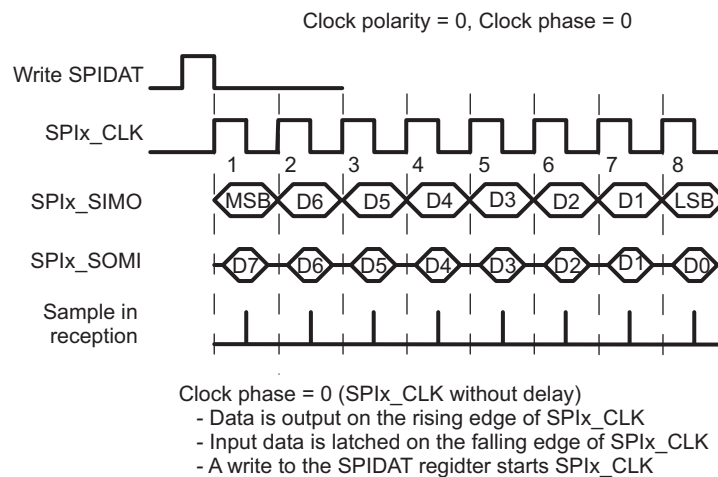 Clock polarity = 0, Clock phase = 0
Write SPIDAT
SPIx_CLK
1 2 3 4 5 6 7 8
SPIx_SIMO
MSB D6 D5 D4 D3 D2 D1 LSB
SPIx_SOMI
D7 D6 D5 D4 D3 D2 D1 D0
Sample in
reception
Clock phase = 0 (SPIx_CLK without delay)
- Data is output on the rising edge of SPIx_CLK
- Input data is latched on the falling edge of SPIx_CLK
- A write to the SPIDAT regidter starts SPIx_CLK